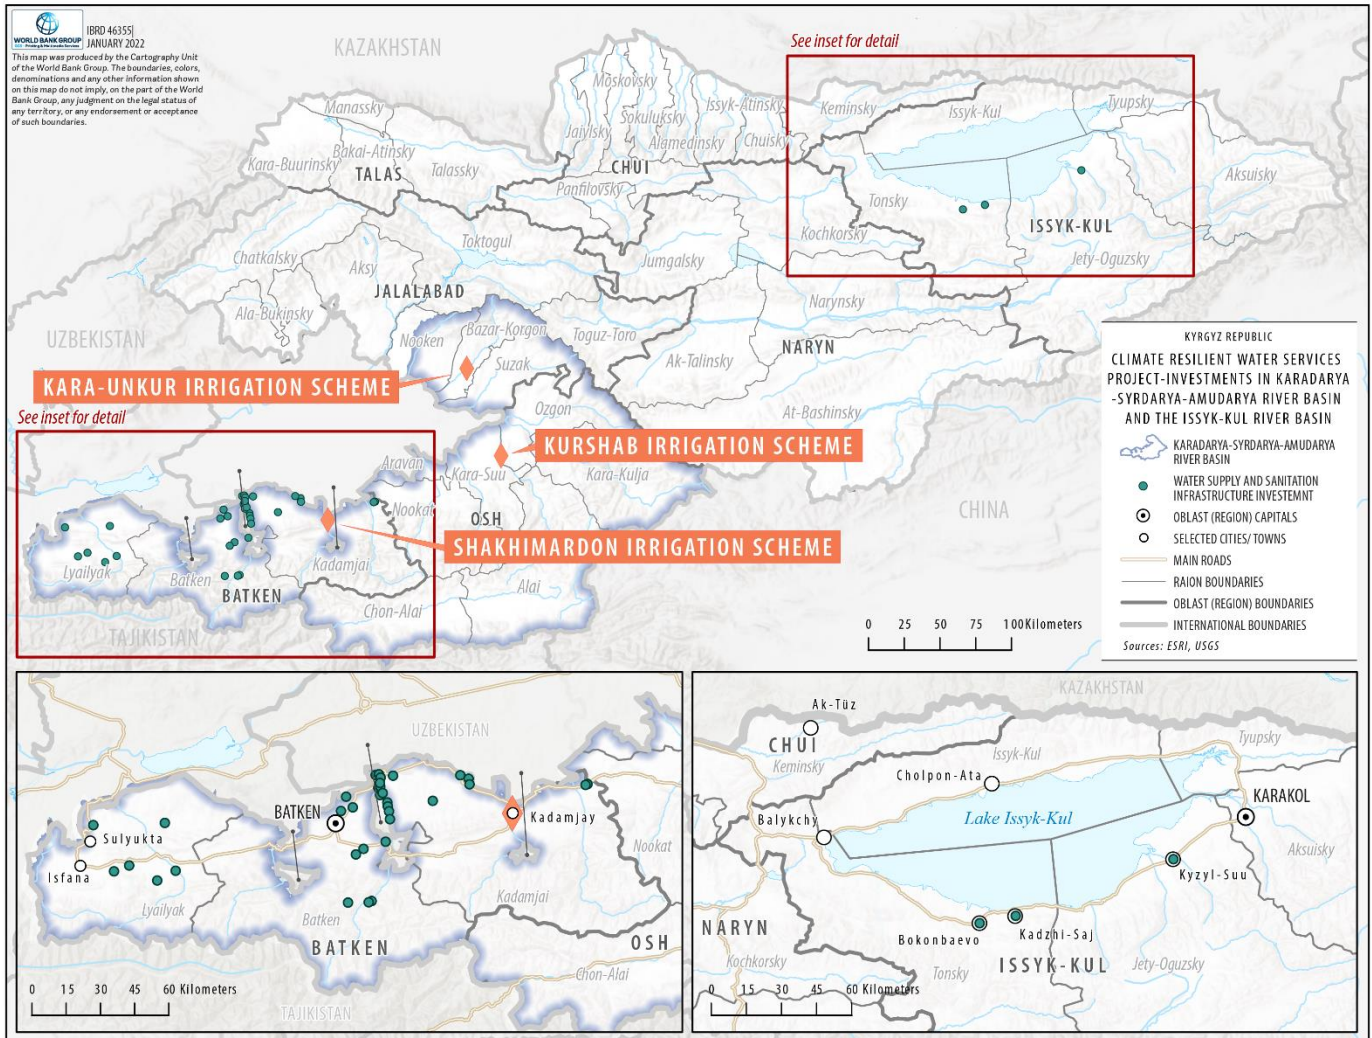 WORLD BANK GROUP
IBRD 46355|
JANUARY 2022
This map was produced by the Cartography Unit
of the World Bank Group. The boundaries, colors,
denominations and any other information shown
on this map do not imply, on the part of the World
Bank Group, any judgment on the legal status of
any territory, or any endorsement or acceptance
of such boundaries.
KAZAKHSTAN
See inset for detail
Manassky
Moskovsky
Issyk-Atinsky
Keminsky
Issyk-Kul
Tyupsky
Jaiylsky
Sokuluksky
Alamedinsky
Chuisky
Kara-Buurinsky
Bakai-Atinsky
Talassky
TALAS
CHUI
Panfilovsky
Aksuisky
Tonsky
ISSYK-KUL
Kochkorsky
Jety-Oguzsky
Chatkalsky
Aksy
Toktogul
Jumgalsky
JALALABAD
Ala-Bukinsky
Narynsky
UZBEKISTAN
Nooken
Bazar-Korgon
Toguz-Toro
Suzak
Ak-Talinsky
NARYN
KARA-UNKUR IRRIGATION SCHEME
Ozgon
At-Bashinsky
See inset for detail
KURSHAB IRRIGATION SCHEME
Aravan
Kara-Suu
Kara-Kulja
Nookat
OSH
CHINA
SHAKHIMARDON IRRIGATION SCHEME
Lyailyak
Batken
Kadamjai
BATKEN
Alai
Chon-Alai
TAJIKISTAN
0 25 50 75 100 Kilometers
KYRGYZ REPUBLIC
CLIMATE RESILIENT WATER SERVICES
PROJECT-INVESTMENTS IN KARADARYA
-SYRDARYA-AMUDARYA RIVER BASIN
AND THE ISSYK-KUL RIVER BASIN
KARADARYA-SYRDARYA-AMUDARYA
RIVER BASIN
WATER SUPPLY AND SANITATION
INFRASTRUCTURE INVESTEMNT
OBLAST (REGION) CAPITALS
SELECTED CITIES/ TOWNS
MAIN ROADS
RAION BOUNDARIES
OBLAST (REGION) BOUNDARIES
INTERNATIONAL BOUNDARIES
Sources: ESRI, USGS
UZBEKISTAN
BATKEN
Kadamjay
Sulyukta
Isfana
Nookat
Lyailyak
Kadamjai
Batken
BATKEN
OSH
Chon-Alai
TAJIKISTAN
0 15 30 45 60 Kilometers
KAZAKHSTAN
Ak-Tüz
CHUI
Keminsky
Issyk-Kul
Tyupsky
Cholpon-Ata
KARAKOL
Balykchy
Lake Issyk-Kul
Aksuisky
Kyzyl-Suu
NARYN
Bokonbaevo
Kadzhi-Saj
ISSYK-KUL
Kochkorsky
Tonsky
Jety-Oguzsky
0 15 30 45 60 Kilometers